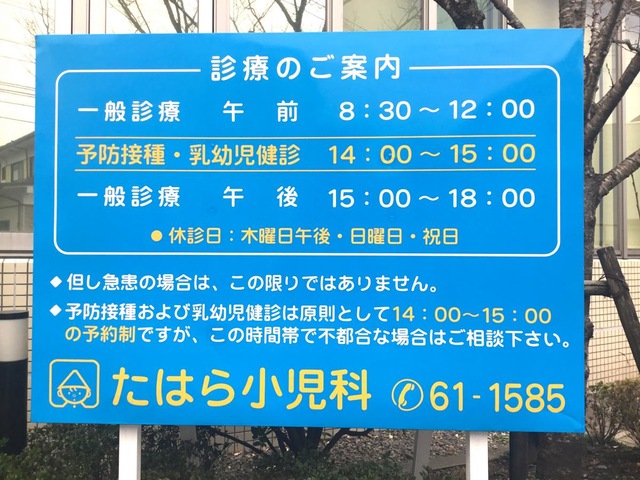 診療のご案内
一般診療 午 前 8：30～12：00
予防接種・乳幼児健診 14：00～15：00
一般診療 午 後 15：00～18：00
●休診日：木曜日午後・日曜日・祝日
◆但し急患の場合は、この限りではありません。
◆予防接種および乳幼児健診は原則として14：00～15：00
の予約制ですが、この時間帯で不都合な場合はご相談下さい。
たはら小児科 ✆61-1585